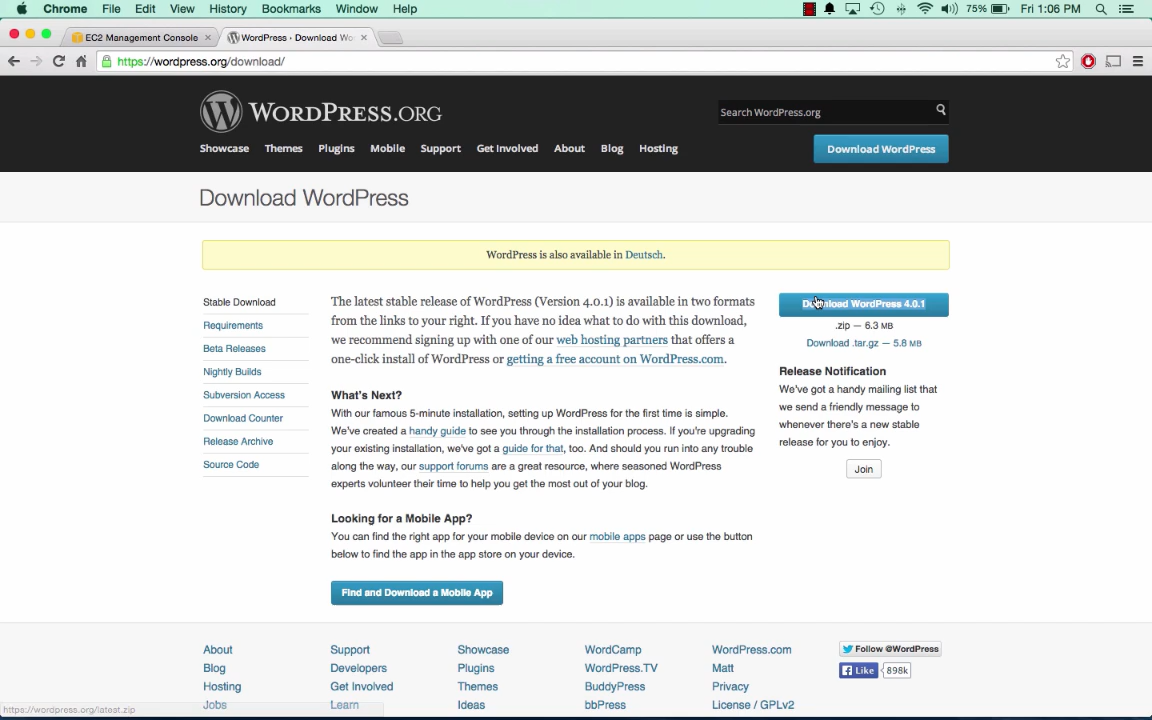 Chrome File Edit View History Bookmarks Window Help 75% Fri 1:06 PM
EC2 Management Console WordPress › Download Wo
https://wordpress.org/download/
WORDPRESS.ORG
Search WordPress.org
Showcase Themes Plugins Mobile Support Get Involved About Blog Hosting
Download WordPress
Download WordPress
WordPress is also available in Deutsch.
Stable Download
Requirements
Beta Releases
Nightly Builds
Subversion Access
Download Counter
Release Archive
Source Code
The latest stable release of WordPress (Version 4.0.1) is available in two formats
from the links to your right. If you have no idea what to do with this download,
we recommend signing up with one of our web hosting partners that offers a
one-click install of WordPress or getting a free account on WordPress.com.
What's Next?
With our famous 5-minute installation, setting up WordPress for the first time is simple.
We've created a handy guide to see you through the installation process. If you're upgrading
your existing installation, we've got a guide for that, too. And should you run into any trouble
along the way, our support forums are a great resource, where seasoned WordPress
experts volunteer their time to help you get the most out of your blog.
Looking for a Mobile App?
You can find the right app for your mobile device on our mobile apps page or use the button
below to find the app in the app store on your device.
Find and Download a Mobile App
Download WordPress 4.0.1
.zip — 6.3 MB
Download .tar.gz — 5.8 MB
Release Notification
We've got a handy mailing list that
we send a friendly message to
whenever there's a new stable
release for you to enjoy.
Join
About Support Showcase WordCamp WordPress.com Follow @WordPress
Blog Developers Plugins WordPress.TV Matt Like 898k
Hosting Get Involved Themes BuddyPress Privacy
Jobs Learn Ideas bbPress License / GPLv2
https://wordpress.org/latest.zip